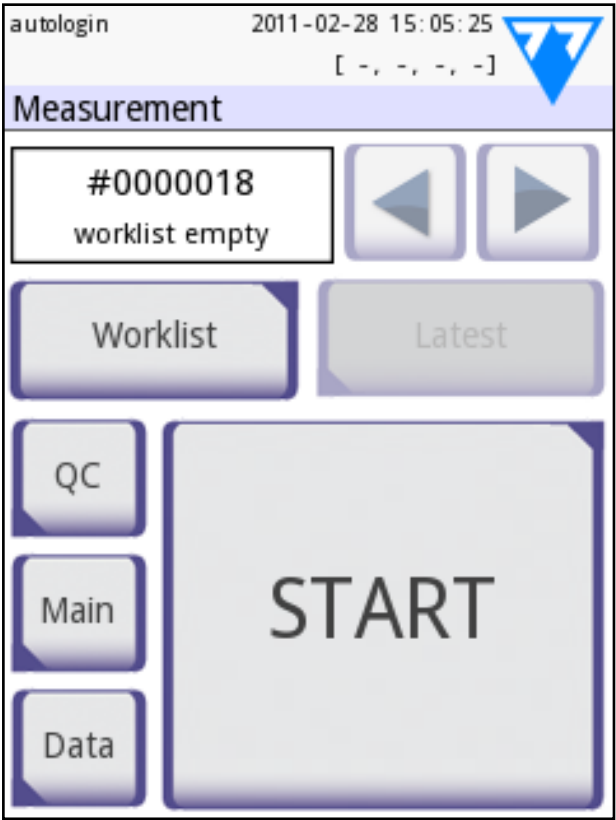 autologin 2011-02-28 15:05:25
[ -, -, -, -]
Measurement
#0000018
worklist empty
Worklist
Latest
QC
START
Main
Data